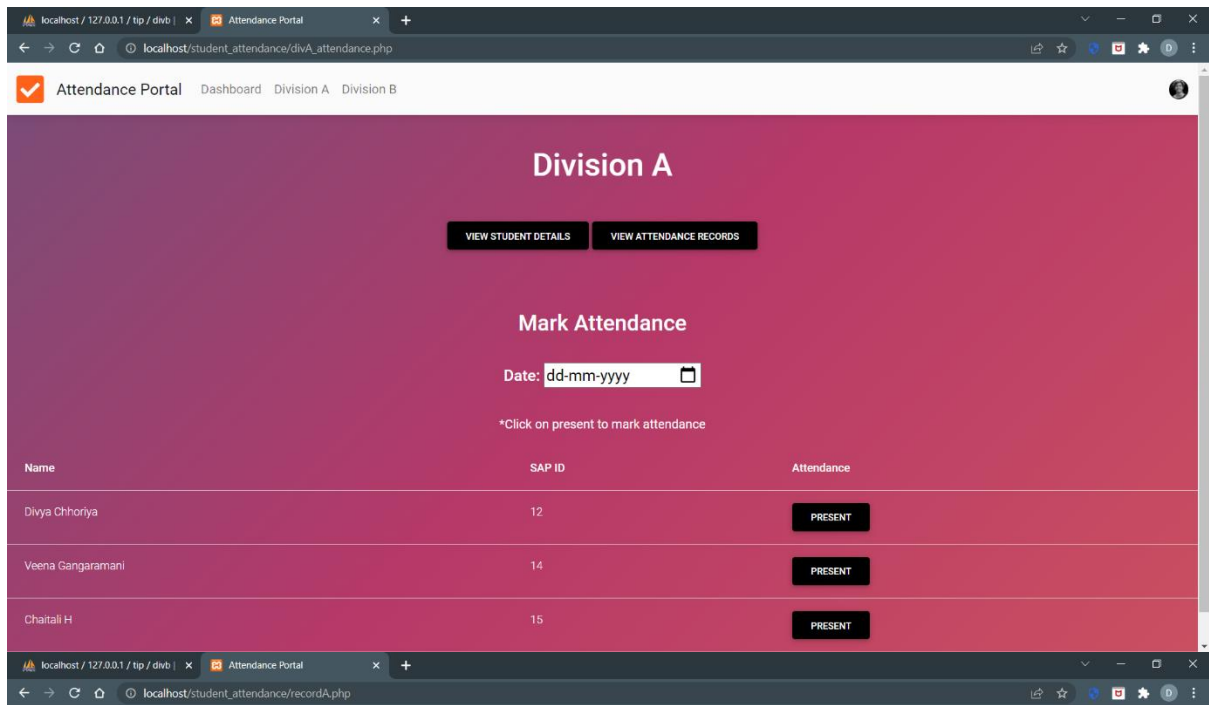 localhost / 127.0.0.1 / tip / divb |
Attendance Portal
localhost/student_attendance/divA_attendance.php
D
Attendance Portal Dashboard Division A Division B
Division A
VIEW STUDENT DETAILS VIEW ATTENDANCE RECORDS
Mark Attendance
Date: dd-mm-yyyy
*Click on present to mark attendance
Name SAP ID Attendance
Divya Chhoriya 12 PRESENT
Veena Gangaramani 14 PRESENT
Chaitali H 15 PRESENT
localhost / 127.0.0.1 / tip / divb |
Attendance Portal
localhost/student_attendance/recordA.php
D